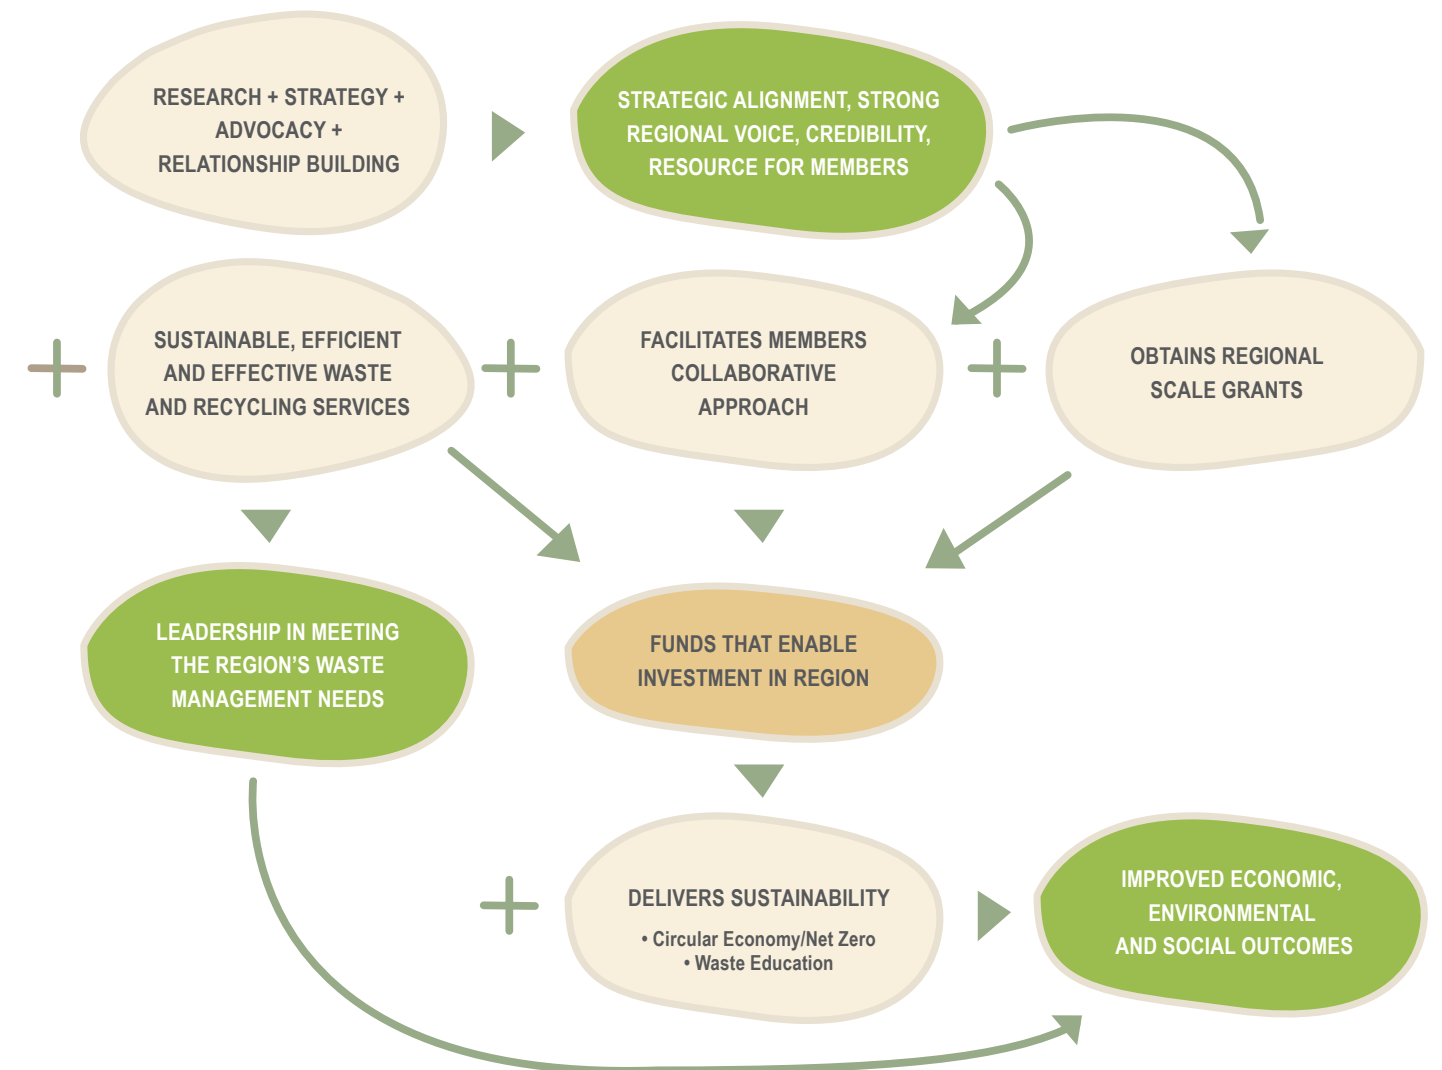 RESEARCH + STRATEGY +
ADVOCACY +
RELATIONSHIP BUILDING
STRATEGIC ALIGNMENT, STRONG
REGIONAL VOICE, CREDIBILITY,
RESOURCE FOR MEMBERS
SUSTAINABLE, EFFICIENT
AND EFFECTIVE WASTE
AND RECYCLING SERVICES
FACILITATES MEMBERS
COLLABORATIVE
APPROACH
OBTAINS REGIONAL
SCALE GRANTS
LEADERSHIP IN MEETING
THE REGION’S WASTE
MANAGEMENT NEEDS
FUNDS THAT ENABLE
INVESTMENT IN REGION
DELIVERS SUSTAINABILITY
• Circular Economy/Net Zero
• Waste Education
IMPROVED ECONOMIC,
ENVIRONMENTAL
AND SOCIAL OUTCOMES